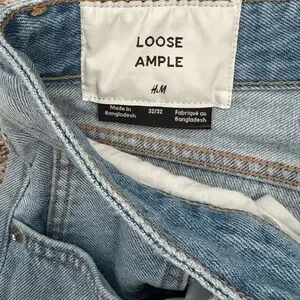 LOOSE
AMPLE
H&M
Made in
Bangladesh
32/32
Fabriqué au
Bangladesh